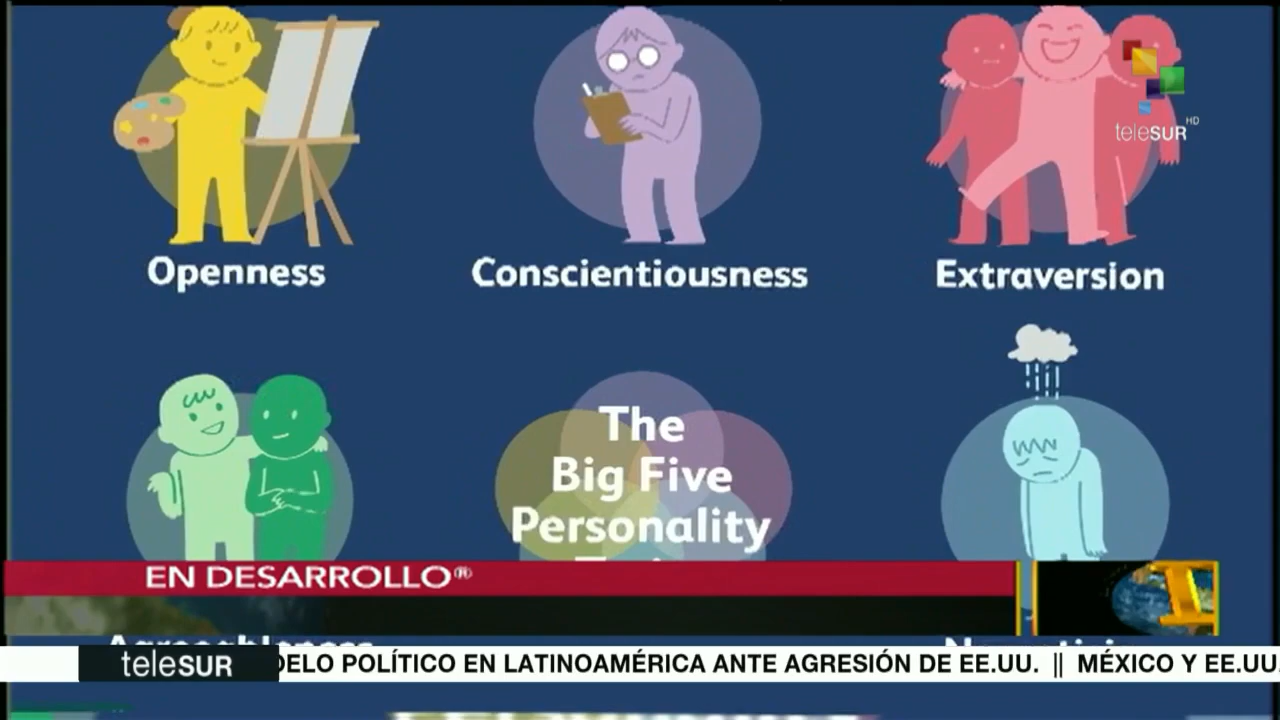 teleSUR HD
Openness
Conscientiousness
Extraversion
The
Big Five
Personality
EN DESARROLLO®
teleSUR
DELO POLÍTICO EN LATINOAMÉRICA ANTE AGRESIÓN DE EE.UU. || MÉXICO Y EE.UU.